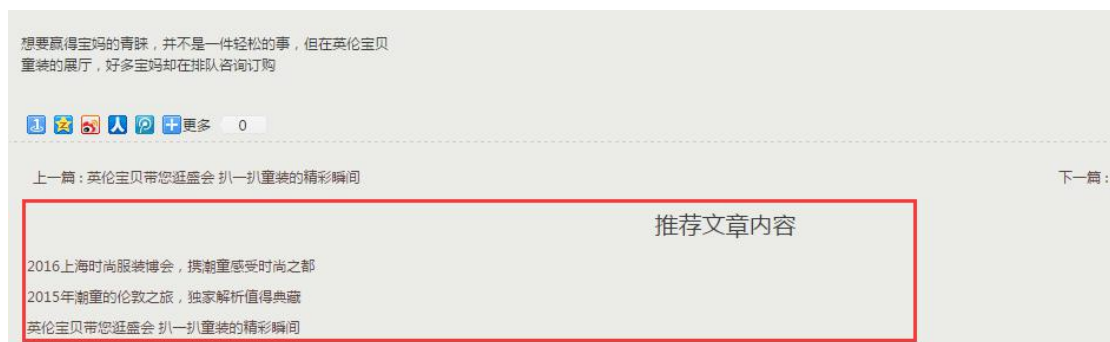 想要赢得宝妈的青睐，并不是一件轻松的事，但在英伦宝贝
童装的展厅，好多宝妈却在排队咨询订购
更多 0
上一篇：英伦宝贝带您逛盛会 扒一扒童装的精彩瞬间 下一篇：
推荐文章内容
2016上海时尚服装博会，携潮童感受时尚之都
2015年潮童的伦敦之旅，独家解析值得典藏
英伦宝贝带您逛盛会 扒一扒童装的精彩瞬间